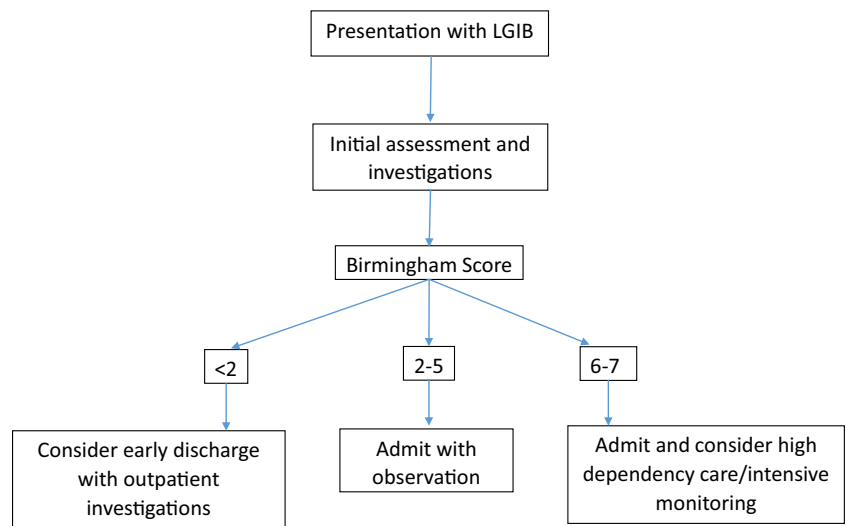 Presentation with LGIB
Initial assessment and
investigations
Birmingham Score
<2
2-5
6-7
Consider early discharge
with outpatient
investigations
Admit with
observation
Admit and consider high
dependency care/intensive
monitoring